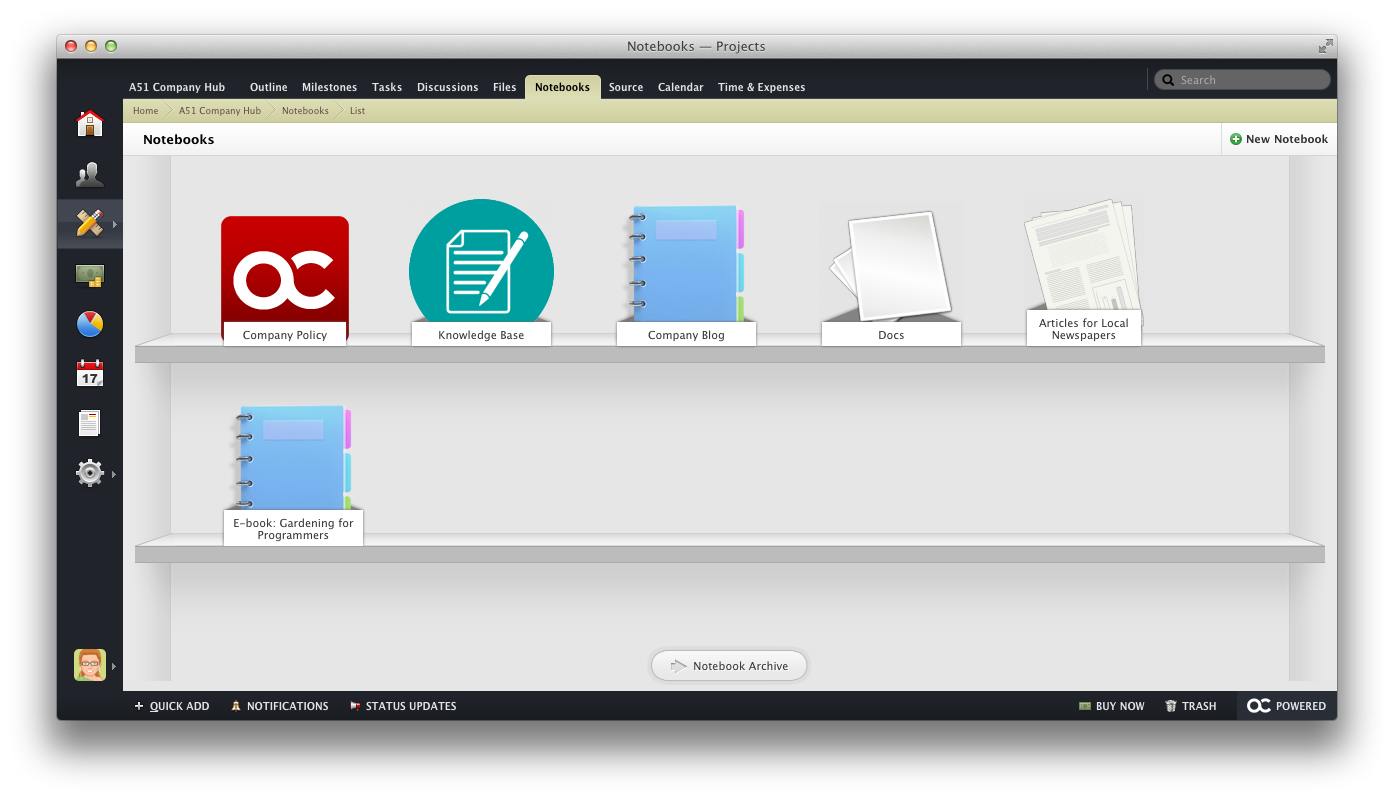 Notebooks — Projects
A51 Company Hub Outline Milestones Tasks Discussions Files Notebooks Source Calendar Time & Expenses Search
Home A51 Company Hub Notebooks List
Notebooks New Notebook
OC
Company Policy Knowledge Base Company Blog Docs Articles for Local
Newspapers
17
E-book: Gardening for
Programmers
Notebook Archive
QUICK ADD NOTIFICATIONS STATUS UPDATES BUY NOW TRASH OC POWERED